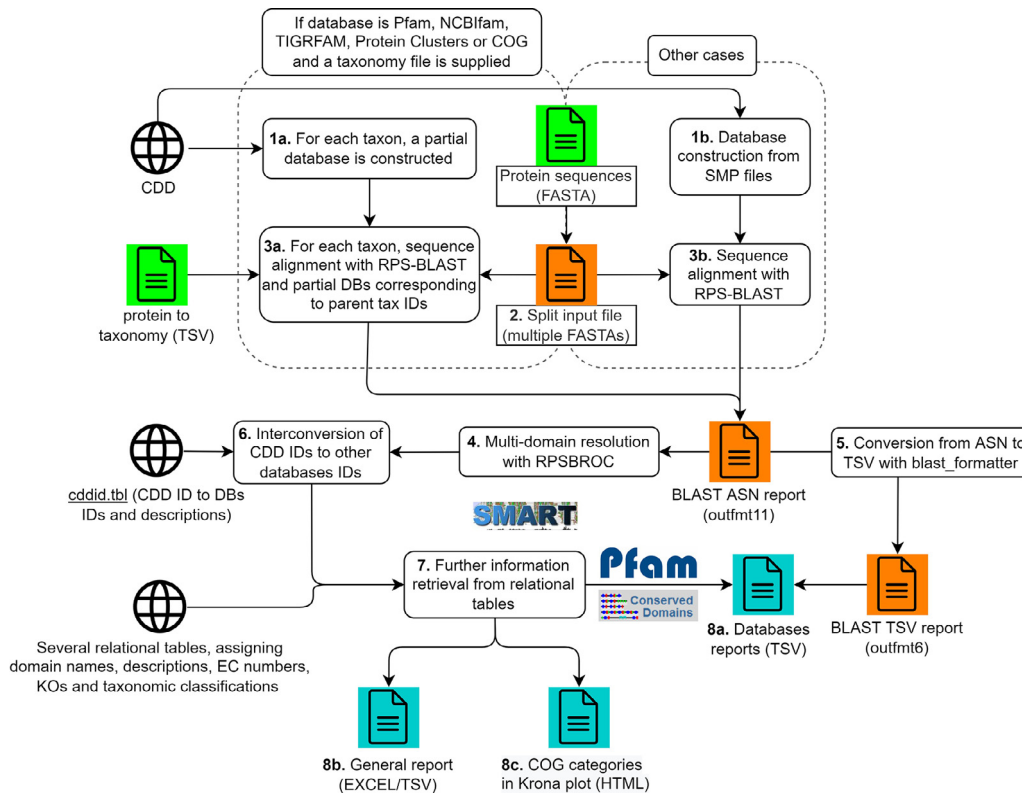 If database is Pfam, NCBIfam,
TIGRFAM, Protein Clusters or COG
and a taxonomy file is supplied
Other cases
CDD
1a. For each taxon, a partial
database is constructed
Protein sequences
(FASTA)
1b. Database
construction from
SMP files
protein to
taxonomy (TSV)
3a. For each taxon, sequence
alignment with RPS-BLAST
and partial DBs corresponding
to parent tax IDs
2. Split input file
(multiple FASTAs)
3b. Sequence
alignment with
RPS-BLAST
cddid.tbl (CDD ID to DBs
IDs and descriptions)
6. Interconversion of
CDD IDs to other
databases IDs
4. Multi-domain resolution
with RPSBROC
BLAST ASN report
(outfmt11)
5. Conversion from ASN to
TSV with blast_formatter
SMART
7. Further information
retrieval from relational
tables
Pfam
Conserved
Domains
8a. Databases
reports (TSV)
BLAST TSV report
(outfmt6)
Several relational tables, assigning
domain names, descriptions, EC numbers,
KOs and taxonomic classifications
8b. General report
(EXCEL/TSV)
8c. COG categories
in Krona plot (HTML)